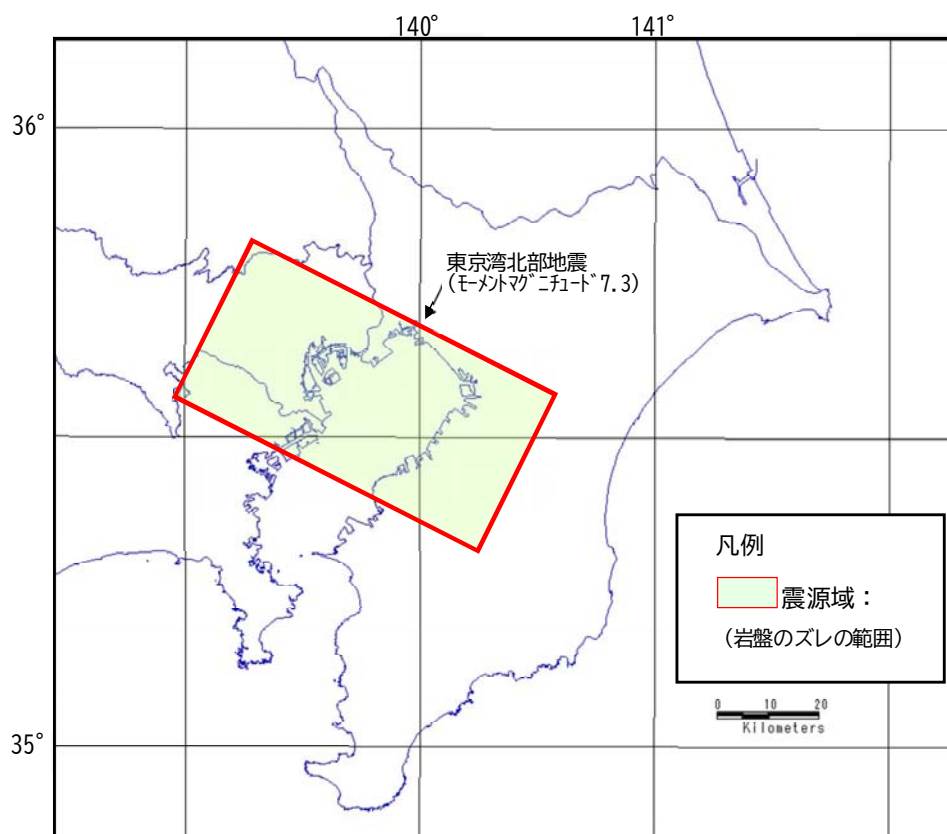 140° 141°
36°
東京湾北部地震
(ﾓｰﾒﾝﾄﾏｸﾞﾆﾁｭｰﾄﾞ7.3)
凡例
震源域：
（岩盤のズレの範囲）
0 10 20
Kilometers
35°